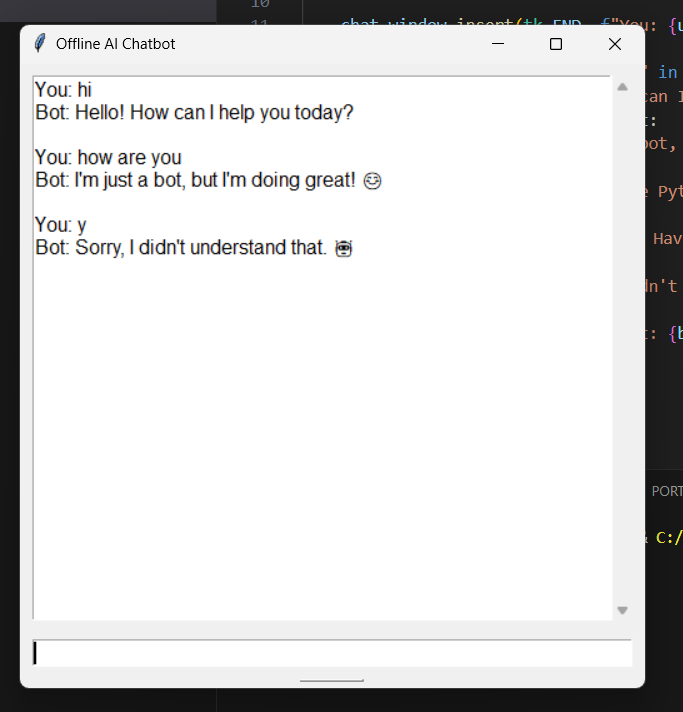 10
11 chat_window.insert(tk.END, f"You: {u
Offline AI Chatbot
You: hi
Bot: Hello! How can I help you today?
You: how are you
Bot: I'm just a bot, but I'm doing great! 😊
You: y
Bot: Sorry, I didn't understand that. 🤖
" in
can I
t:
bot,
e Pyt
Hav
dn't
t: {b
PORT
& C:/